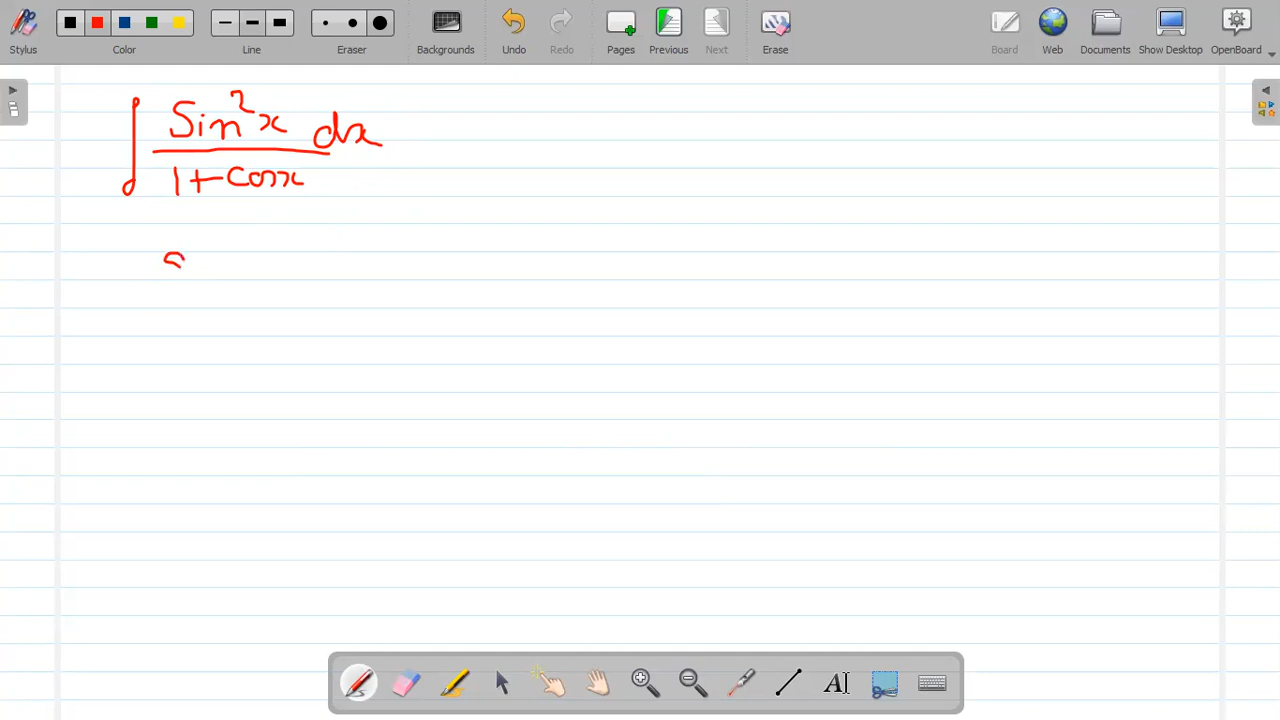 Stylus Color Line Eraser Backgrounds Undo Redo Pages Previous Next Erase Board Web Documents Show Desktop OpenBoard
∫ Sin²x / 1+cosx dx